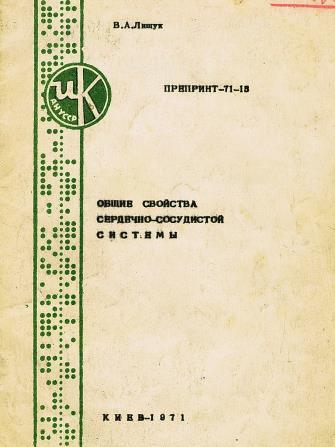 В.А.Лищук
ИК
АН УССР
ПРЕПРИНТ-71-18
ОБЩИЕ СВОЙСТВА
СЕРДЕЧНО-СОСУДИСТОЙ
СИСТЕМЫ
КИЕВ-1971